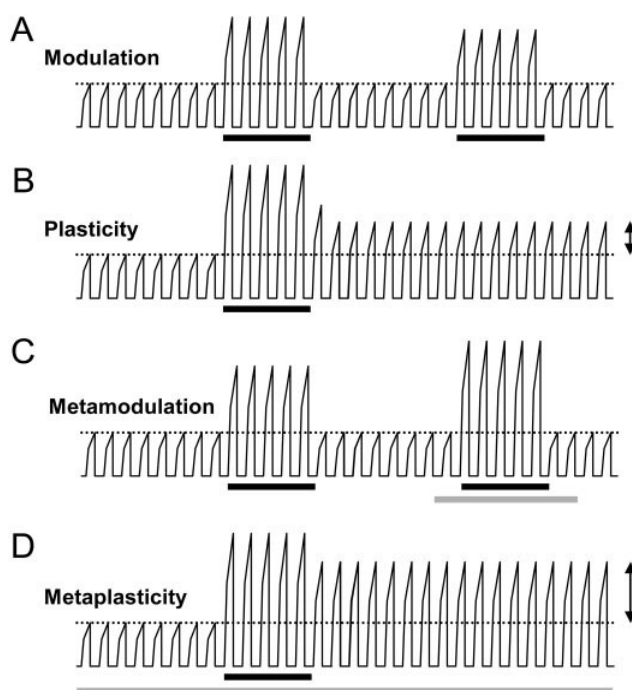 A
Modulation
B
Plasticity
C
Metamodulation
D
Metaplasticity